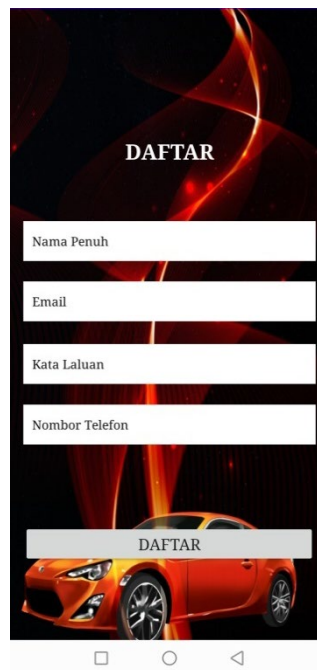 DAFTAR
Nama Penuh
Email
Kata Laluan
Nombor Telefon
DAFTAR